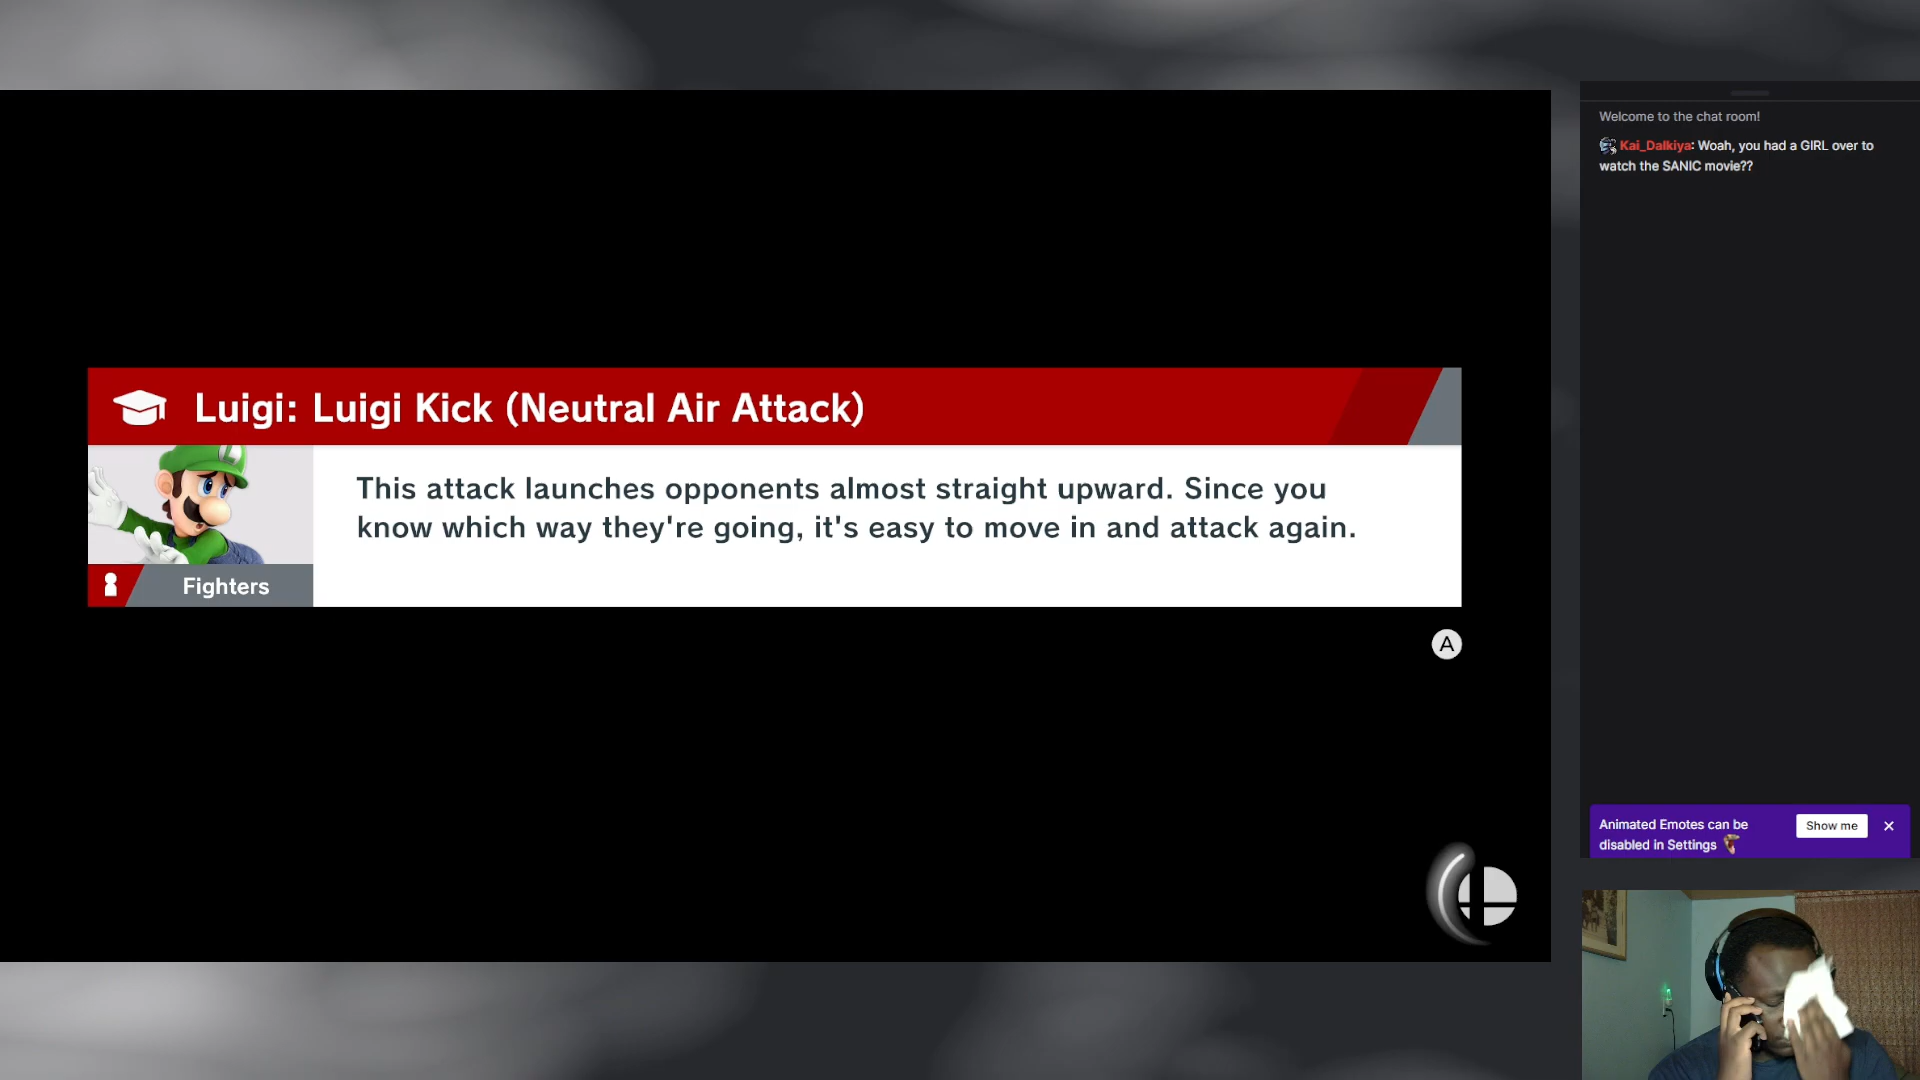 Luigi: Luigi Kick (Neutral Air Attack)
This attack launches opponents almost straight upward. Since you
know which way they're going, it's easy to move in and attack again.
Fighters
A
Welcome to the chat room!
Kai_Dalkiya: Woah, you had a GIRL over to
watch the SANIC movie??
Animated Emotes can be
disabled in Settings
Show me